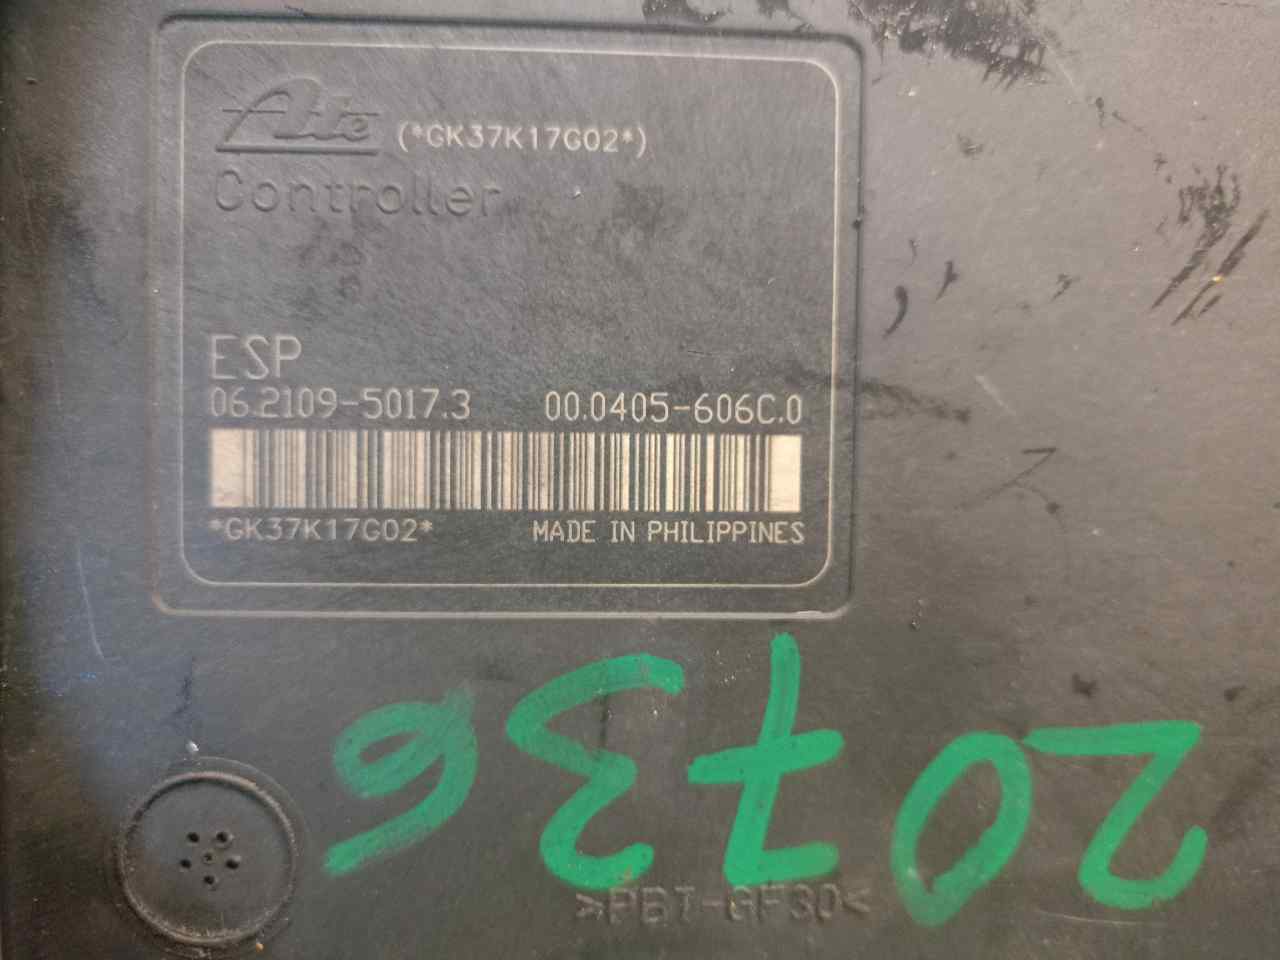 Ate (*GK37K17G02*)
Controller
ESP
06.2109-5017.3 00.0405-606C.0
*GK37K17G02* MADE IN PHILIPPINES
20736
>PBT-GF30<